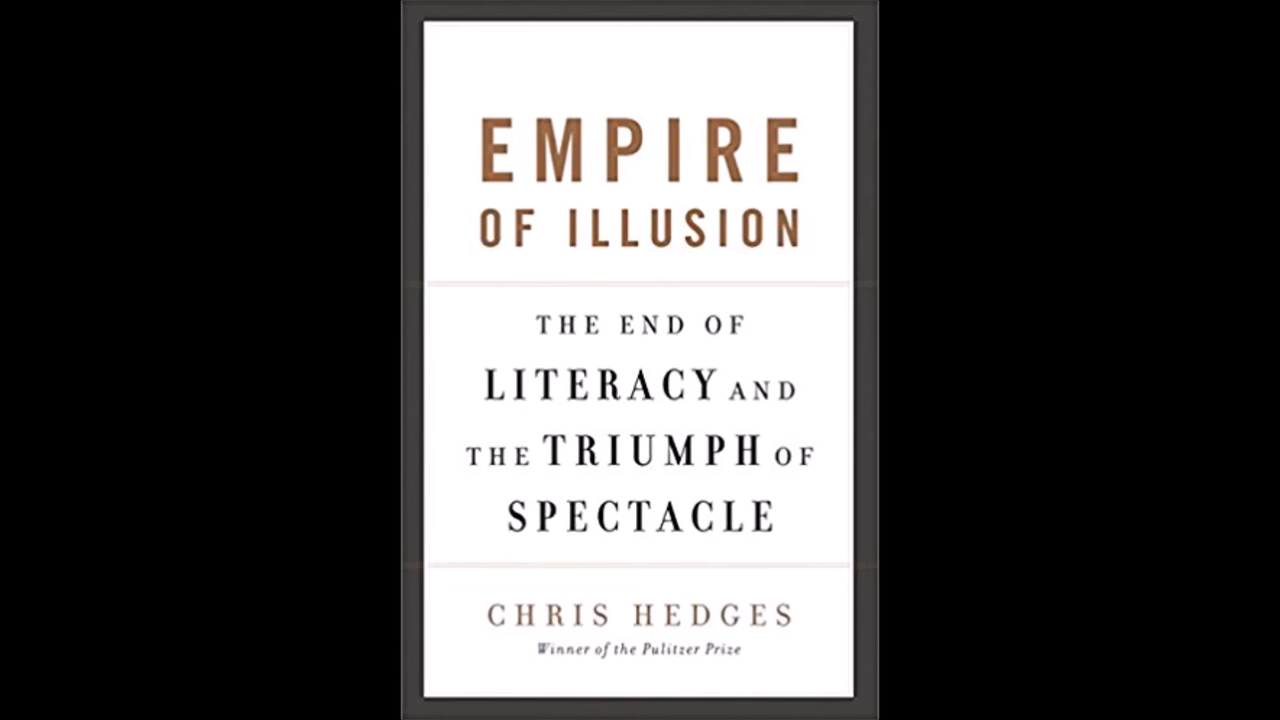 EMPIRE
OF ILLUSION
THE END OF
LITERACY AND
THE TRIUMPH OF
SPECTACLE
CHRIS HEDGES
Winner of the Pulitzer Prize